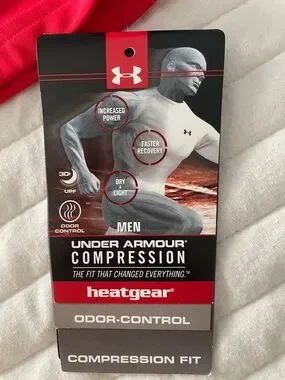 INCREASED
POWER
FASTER
RECOVERY
DRY
&
LIGHT
30+
UPF
ODOR
CONTROL
MEN
UNDER ARMOUR®
COMPRESSION
THE FIT THAT CHANGED EVERYTHING.™
heatgear®
ODOR-CONTROL
COMPRESSION FIT